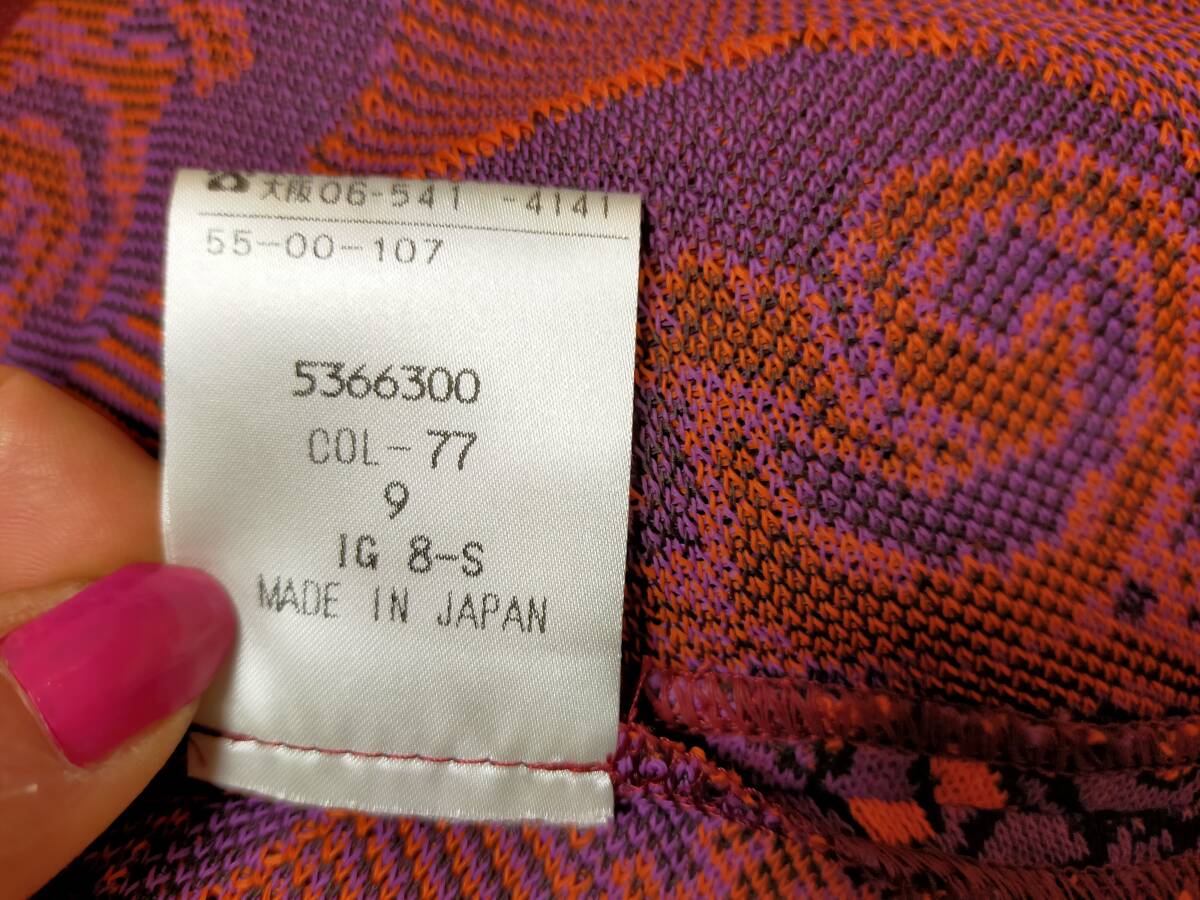 ☎大阪06-541-4141
55-00-107
5366300
COL-77
9
IG 8-S
MADE IN JAPAN